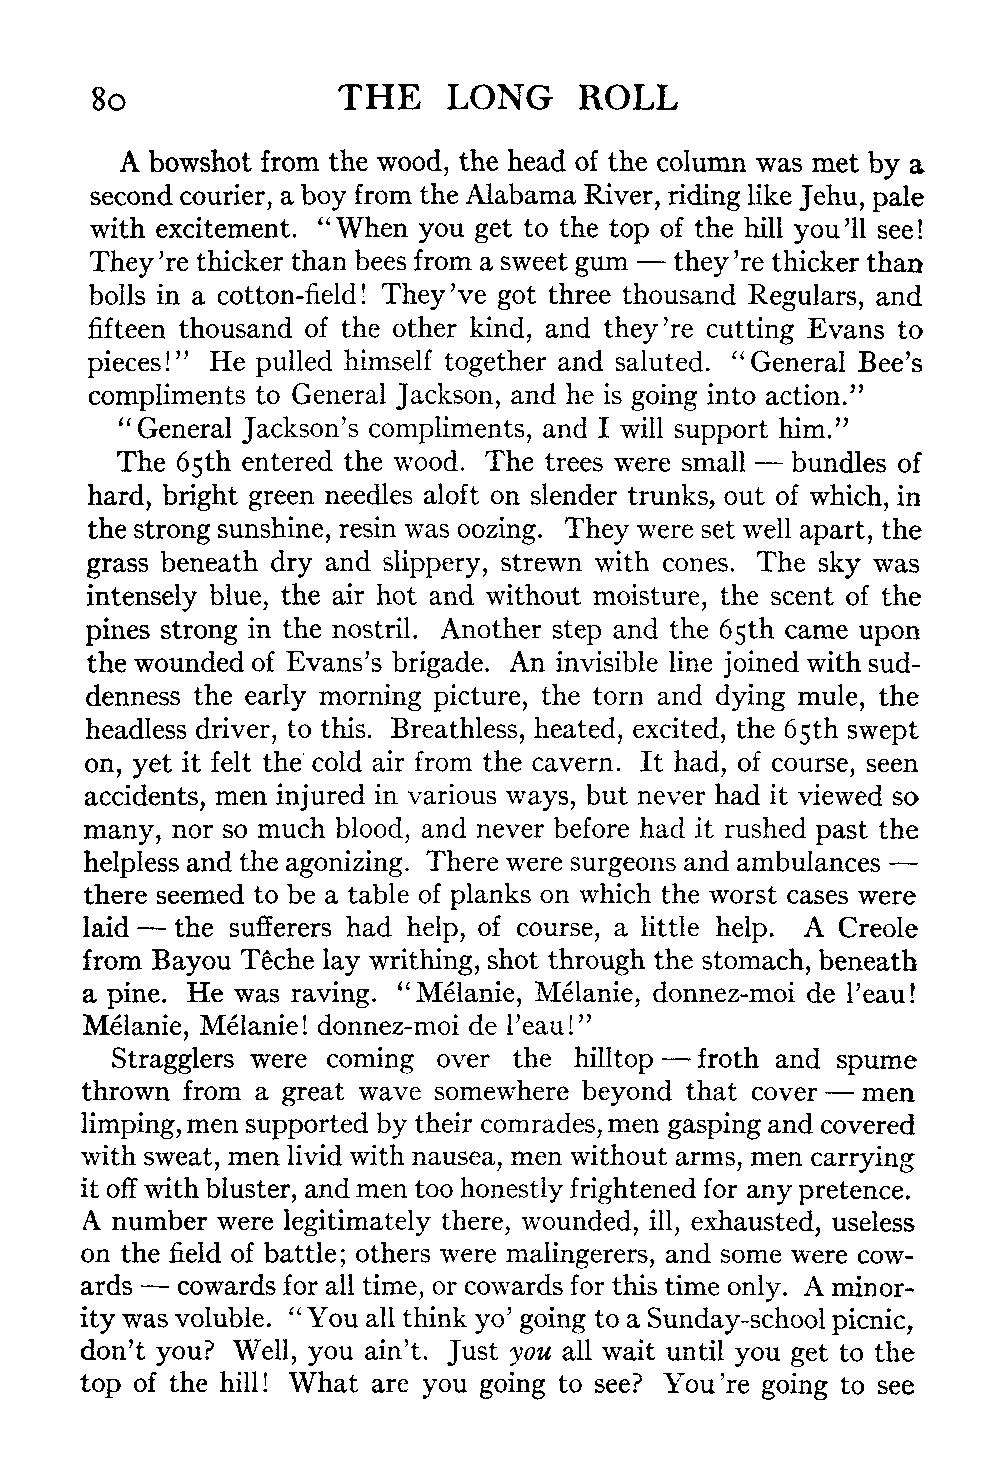 80 THE LONG ROLL
A bowshot from the wood, the head of the column was met by a
second courier, a boy from the Alabama River, riding like Jehu, pale
with excitement. "When you get to the top of the hill you'll see!
They're thicker than bees from a sweet gum — they're thicker than
bolls in a cotton-field! They've got three thousand Regulars, and
fifteen thousand of the other kind, and they're cutting Evans to
pieces!" He pulled himself together and saluted. "General Bee's
compliments to General Jackson, and he is going into action."
"General Jackson's compliments, and I will support him."
The 65th entered the wood. The trees were small — bundles of
hard, bright green needles aloft on slender trunks, out of which, in
the strong sunshine, resin was oozing. They were set well apart, the
grass beneath dry and slippery, strewn with cones. The sky was
intensely blue, the air hot and without moisture, the scent of the
pines strong in the nostril. Another step and the 65th came upon
the wounded of Evans's brigade. An invisible line joined with sud-
denness the early morning picture, the torn and dying mule, the
headless driver, to this. Breathless, heated, excited, the 65th swept
on, yet it felt the cold air from the cavern. It had, of course, seen
accidents, men injured in various ways, but never had it viewed so
many, nor so much blood, and never before had it rushed past the
helpless and the agonizing. There were surgeons and ambulances —
there seemed to be a table of planks on which the worst cases were
laid — the sufferers had help, of course, a little help. A Creole
from Bayou Têche lay writhing, shot through the stomach, beneath
a pine. He was raving. "Mélanie, Mélanie, donnez-moi de l'eau!
Mélanie, Mélanie! donnez-moi de l'eau!"
Stragglers were coming over the hilltop — froth and spume
thrown from a great wave somewhere beyond that cover — men
limping, men supported by their comrades, men gasping and covered
with sweat, men livid with nausea, men without arms, men carrying
it off with bluster, and men too honestly frightened for any pretence.
A number were legitimately there, wounded, ill, exhausted, useless
on the field of battle; others were malingerers, and some were cow-
ards — cowards for all time, or cowards for this time only. A minor-
ity was voluble. "You all think yo' going to a Sunday-school picnic,
don't you? Well, you ain't. Just you all wait until you get to the
top of the hill! What are you going to see? You're going to see